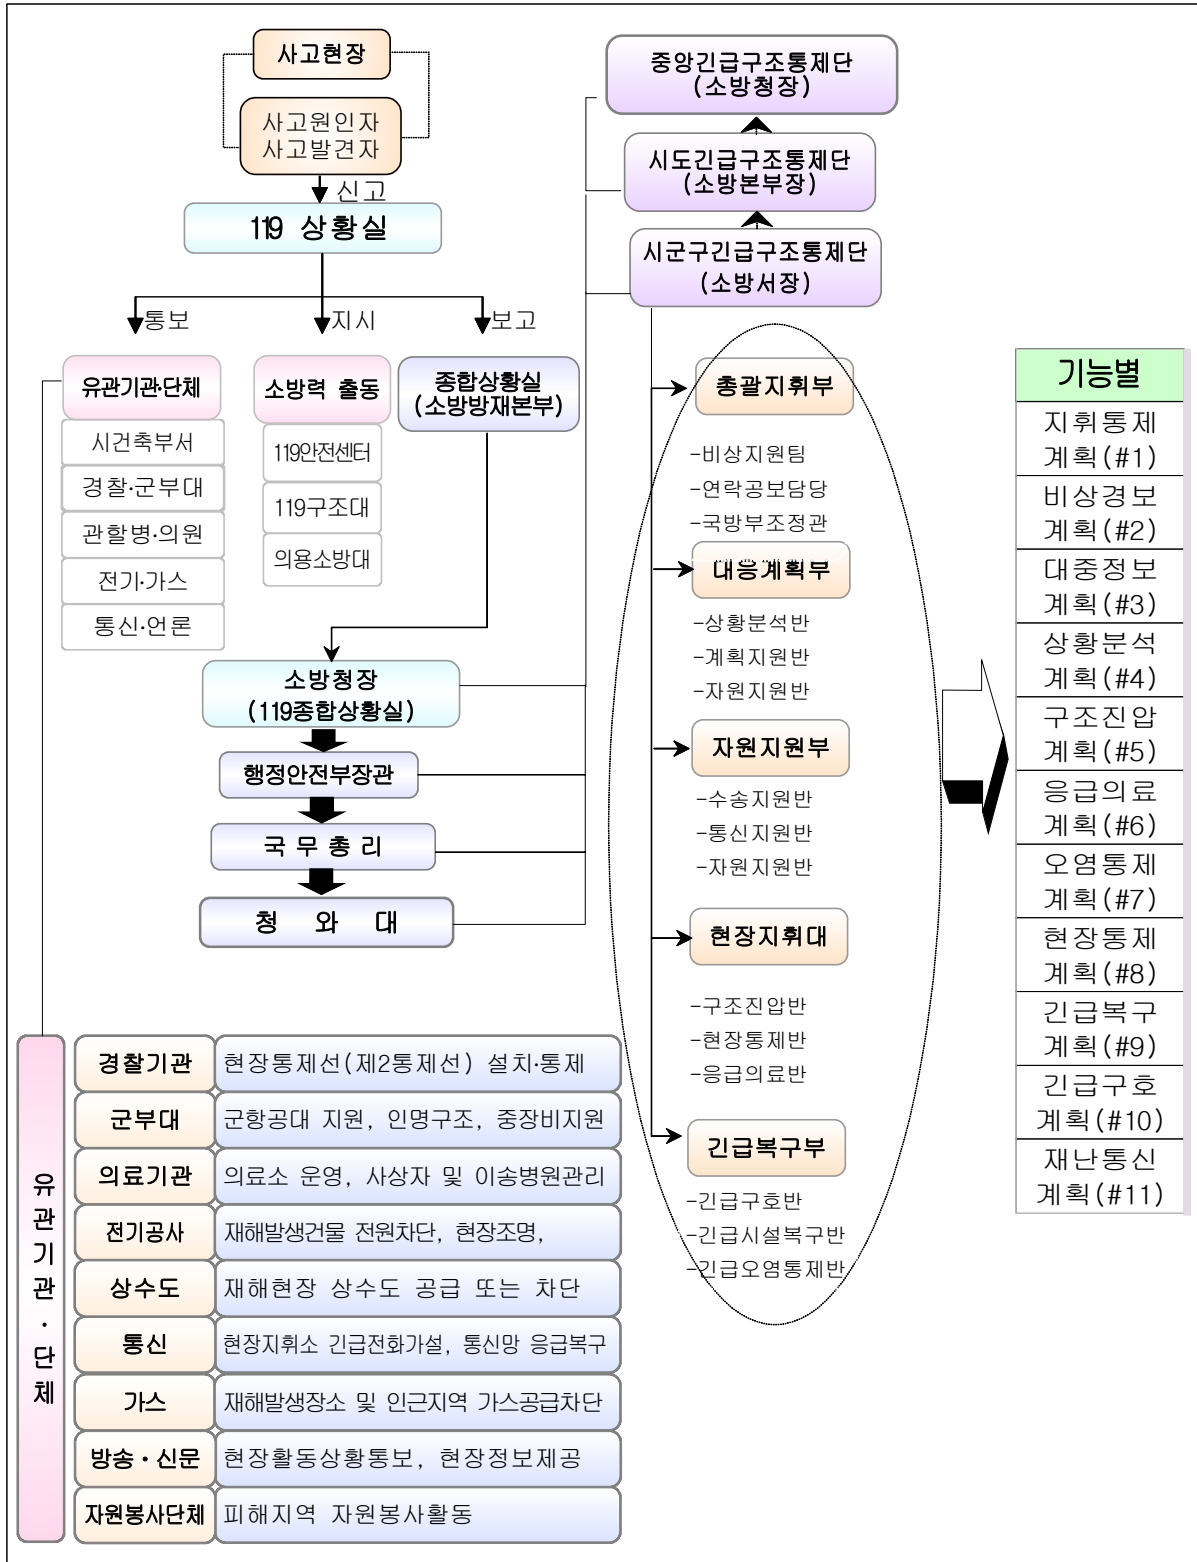 사고현장
사고원인자
사고발견자
신고
119 상황실
통보
지시
보고
유관기관·단체
시건축부서
경찰·군부대
관할병·의원
전기·가스
통신·언론
소방력 출동
119안전센터
119구조대
의용소방대
종합상황실
(소방방재본부)
소방청장
(119종합상황실)
행정안전부장관
국 무 총 리
청 와 대
중앙긴급구조통제단
(소방청장)
시도긴급구조통제단
(소방본부장)
시군구긴급구조통제단
(소방서장)
총괄지휘부
-비상지원팀
-연락공보담당
-국방부조정관
대응계획부
-상황분석반
-계획지원반
-자원지원반
자원지원부
-수송지원반
-통신지원반
-자원지원반
현장지휘대
-구조진압반
-현장통제반
-응급의료반
긴급복구부
-긴급구호반
-긴급시설복구반
-긴급오염통제반
기능별
지휘통제
계획(#1)
비상경보
계획(#2)
대중정보
계획(#3)
상황분석
계획(#4)
구조진압
계획(#5)
응급의료
계획(#6)
오염통제
계획(#7)
현장통제
계획(#8)
긴급복구
계획(#9)
긴급구호
계획(#10)
재난통신
계획(#11)
유관기관·단체
경찰기관 현장통제선(제2통제선) 설치·통제
군부대 군항공대 지원, 인명구조, 중장비지원
의료기관 의료소 운영, 사상자 및 이송병원관리
전기공사 재해발생건물 전원차단, 현장조명,
상수도 재해현장 상수도 공급 또는 차단
통신 현장지휘소 긴급전화가설, 통신망 응급복구
가스 재해발생장소 및 인근지역 가스공급차단
방송·신문 현장활동상황통보, 현장정보제공
자원봉사단체 피해지역 자원봉사활동